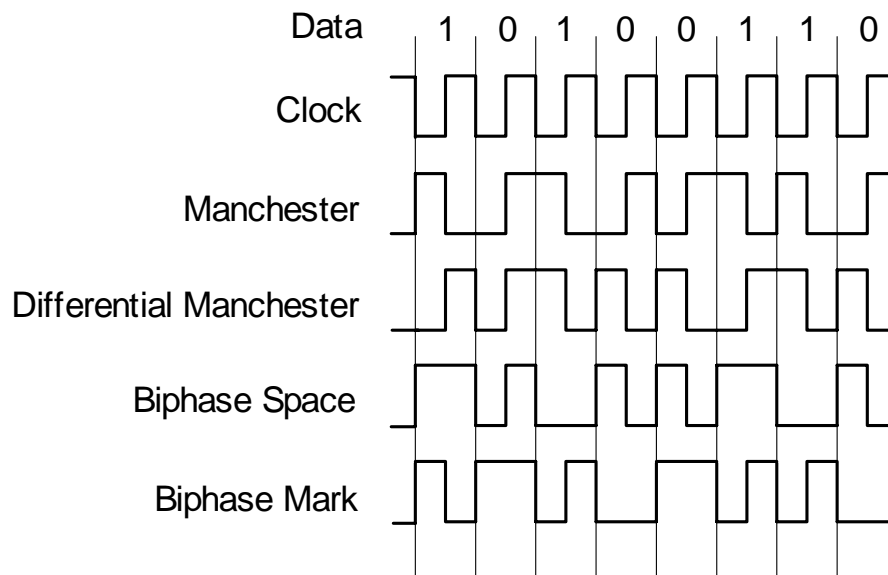 Data 1 0 1 0 0 1 1 0
Clock
Manchester
Differential Manchester
Biphase Space
Biphase Mark